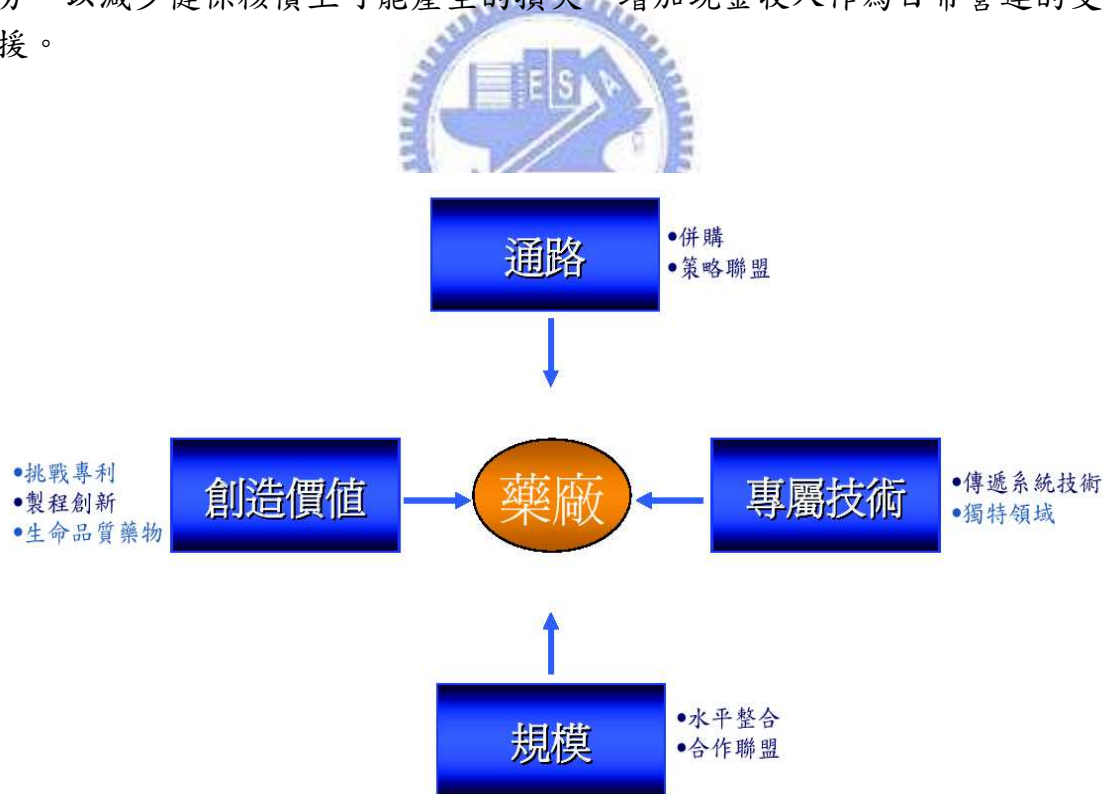 援。
ESA
通路
•併購
•策略聯盟
•挑戰專利
•製程創新
•生命品質藥物
創造價值
藥廠
專屬技術
•傳遞系統技術
•獨特領域
規模
•水平整合
•合作聯盟